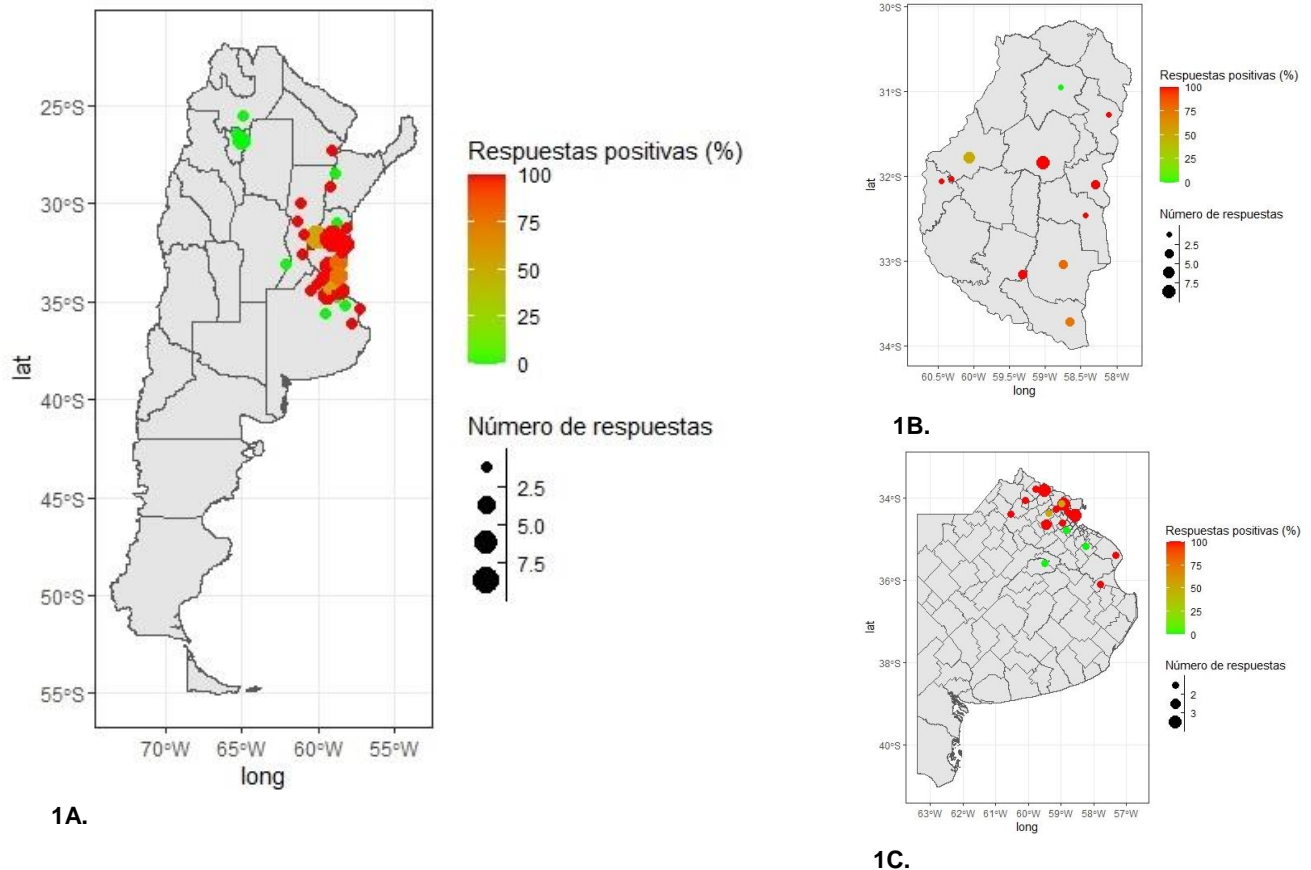 25°S
30°S
35°S
40°S
45°S
50°S
55°S
lat
70°W 65°W 60°W 55°W
long
Respuestas positivas (%)
100
75
50
25
0
Número de respuestas
2.5
5.0
7.5
1A.
30°S
31°S
32°S
33°S
34°S
lat
60.5°W 60°W 59.5°W 59°W 58.5°W 58°W
long
Respuestas positivas (%)
100
75
50
25
0
Número de respuestas
2.5
5.0
7.5
1B.
34°S
36°S
38°S
40°S
lat
63°W 62°W 61°W 60°W 59°W 58°W 57°W
long
Respuestas positivas (%)
100
75
50
25
0
Número de respuestas
2
3
1C.